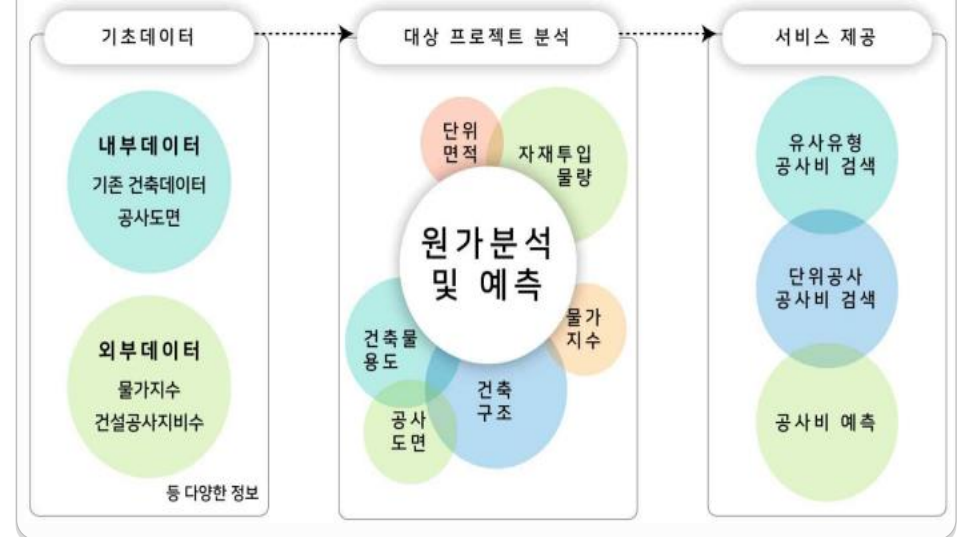 기초데이터
내부데이터
기존 건축데이터
공사도면
외부데이터
물가지수
건설공사지비수
등 다양한 정보
대상 프로젝트 분석
단위
면적
자재투입
물량
원가분석
및 예측
건축물
용도
물가
지수
건축
구조
공사
도면
서비스 제공
유사유형
공사비 검색
단위공사
공사비 검색
공사비 예측